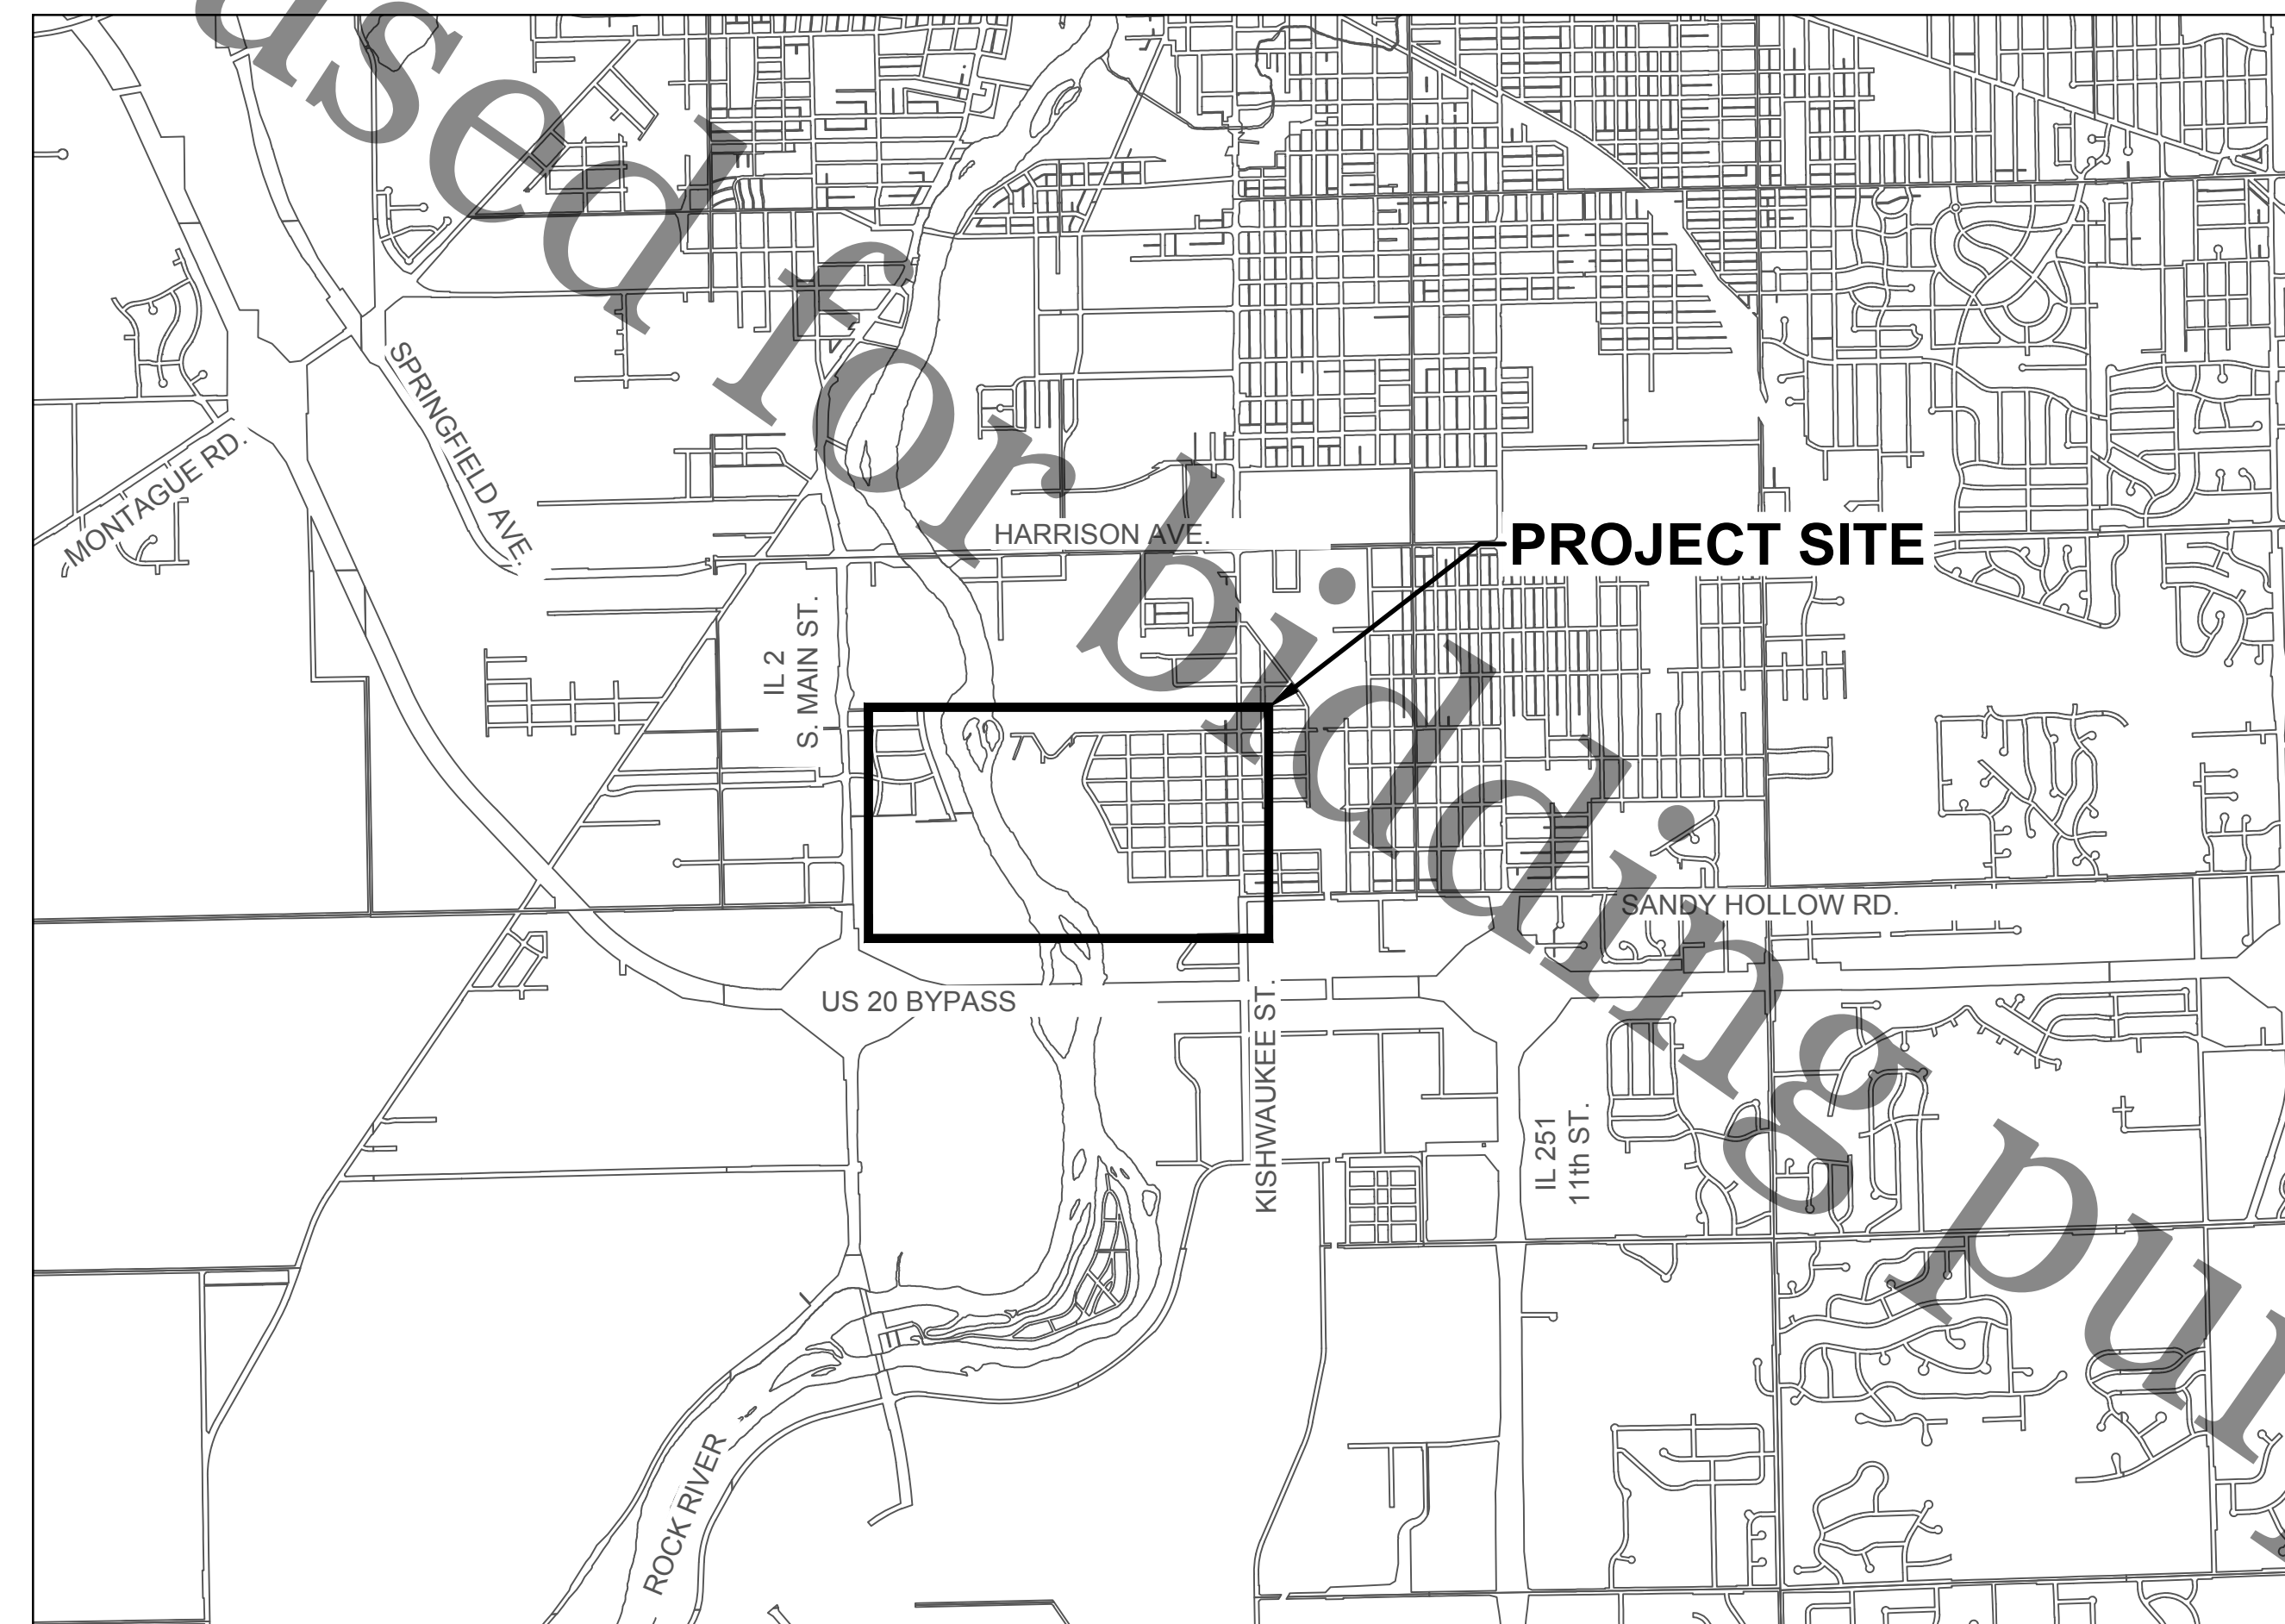 used for bidding pur
SPRINGFIELD AVE.
MONTAGUE RD.
HARRISON AVE.
PROJECT SITE
IL 2
S. MAIN ST.
SANDY HOLLOW RD.
US 20 BYPASS
KISHWAUKEE ST.
IL 251
11th ST.
ROCK RIVER